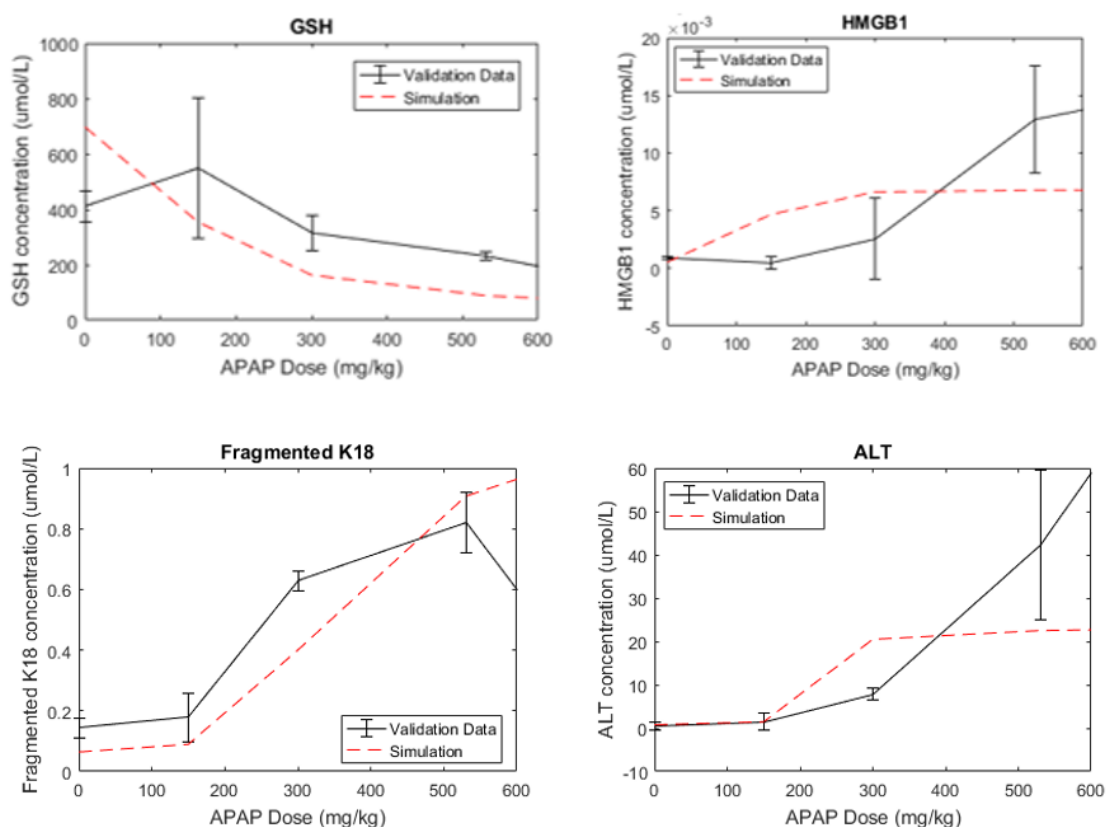 GSH
1000
800
600
400
200
0
GSH concentration (umol/L)
Validation Data
Simulation
0 100 200 300 400 500 600
APAP Dose (mg/kg)
HMGB1
×10⁻³
20
15
10
5
0
-5
HMGB1 concentration (umol/L)
Validation Data
Simulation
0 100 200 300 400 500 600
APAP Dose (mg/kg)
Fragmented K18
1
0.8
0.6
0.4
0.2
0
Fragmented K18 concentration (umol/L)
Validation Data
Simulation
0 100 200 300 400 500 600
APAP Dose (mg/kg)
ALT
60
50
40
30
20
10
0
-10
ALT concentration (umol/L)
Validation Data
Simulation
0 100 200 300 400 500 600
APAP Dose (mg/kg)